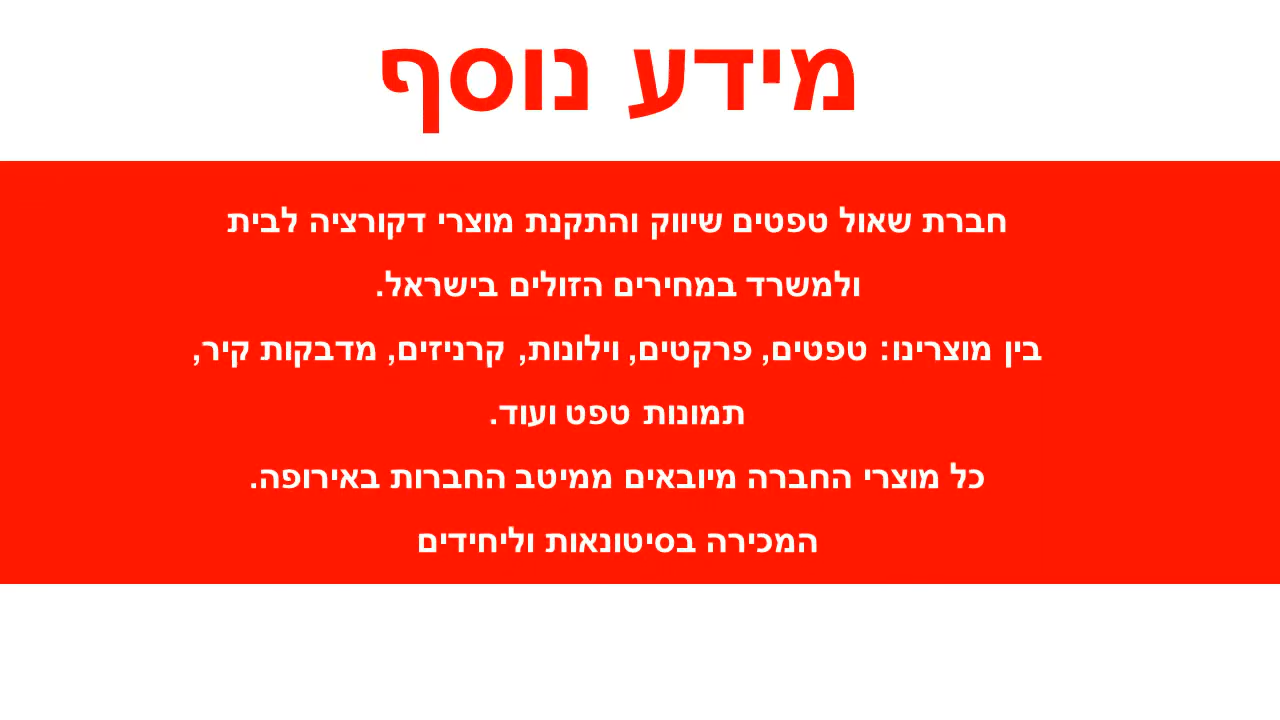 מידע נוסף
חברת שאול טפטים שיווק והתקנת מוצרי דקורציה לבית
ולמשרד במחירים הזולים בישראל.
בין מוצרינו: טפטים, פרקטים, וילונות, קרניזים, מדבקות קיר,
תמונות טפט ועוד.
כל מוצרי החברה מיובאים ממיטב החברות באירופה.
המכירה בסיטונאות וליחידים